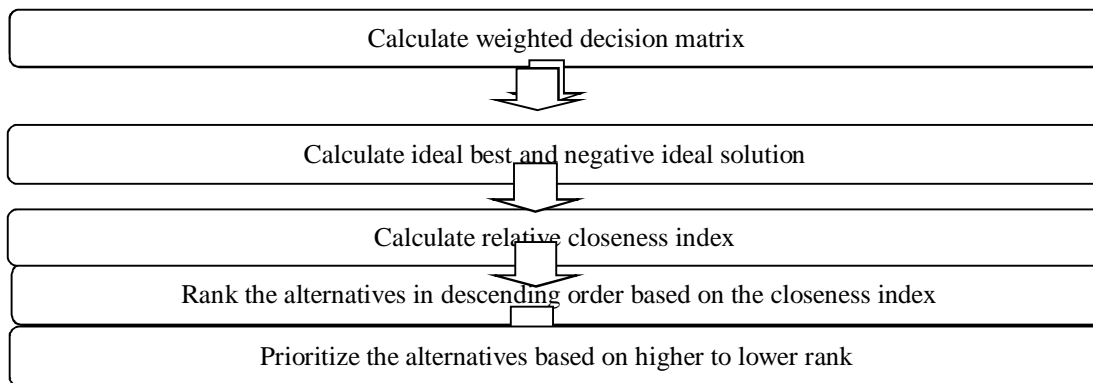 Calculate weighted decision matrix
Calculate ideal best and negative ideal solution
Calculate relative closeness index
Rank the alternatives in descending order based on the closeness index
Prioritize the alternatives based on higher to lower rank